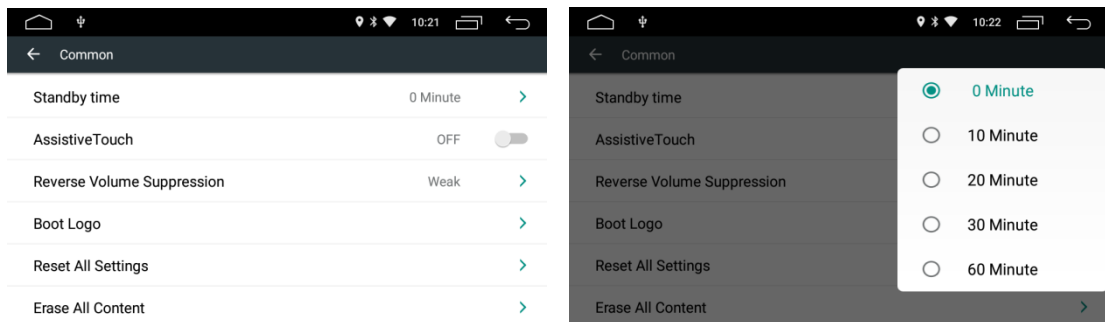 10:21
Common
Standby time 0 Minute
AssistiveTouch OFF
Reverse Volume Suppression Weak
Boot Logo
Reset All Settings
Erase All Content
10:22
Common
Standby time
AssistiveTouch
Reverse Volume Suppression
Boot Logo
Reset All Settings
Erase All Content
0 Minute
10 Minute
20 Minute
30 Minute
60 Minute